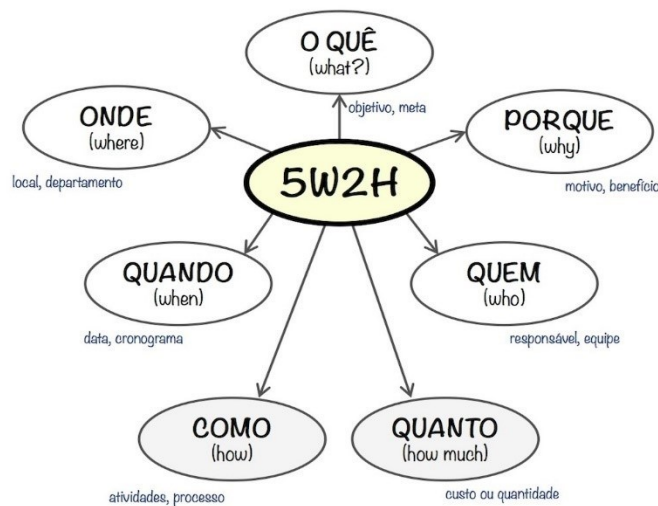 O QUÊ
(what?)
objetivo, meta
ONDE
(where)
local, departamento
PORQUE
(why)
motivo, benefício
5W2H
QUANDO
(when)
data, cronograma
QUEM
(who)
responsável, equipe
COMO
(how)
atividades, processo
QUANTO
(how much)
custo ou quantidade